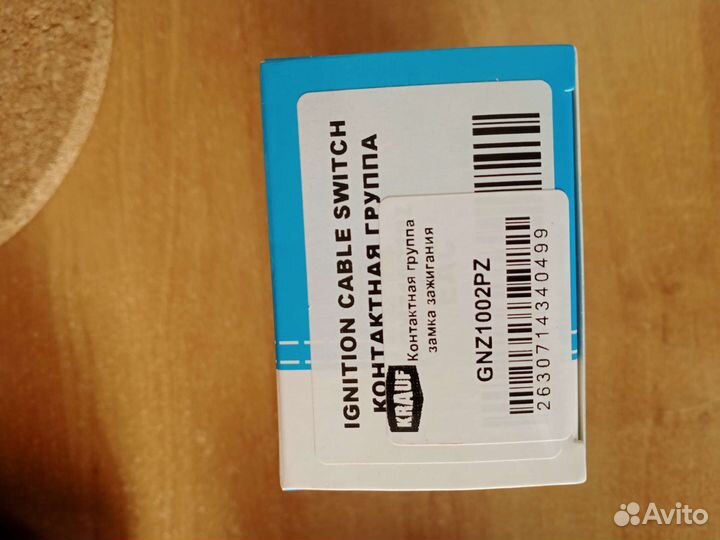 IGNITION CABLE SWITCH
КОНТАКТНАЯ ГРУППА
KRAUF
Контактная группа
замка зажигания
GNZ1002PZ
2630714340499
Avito